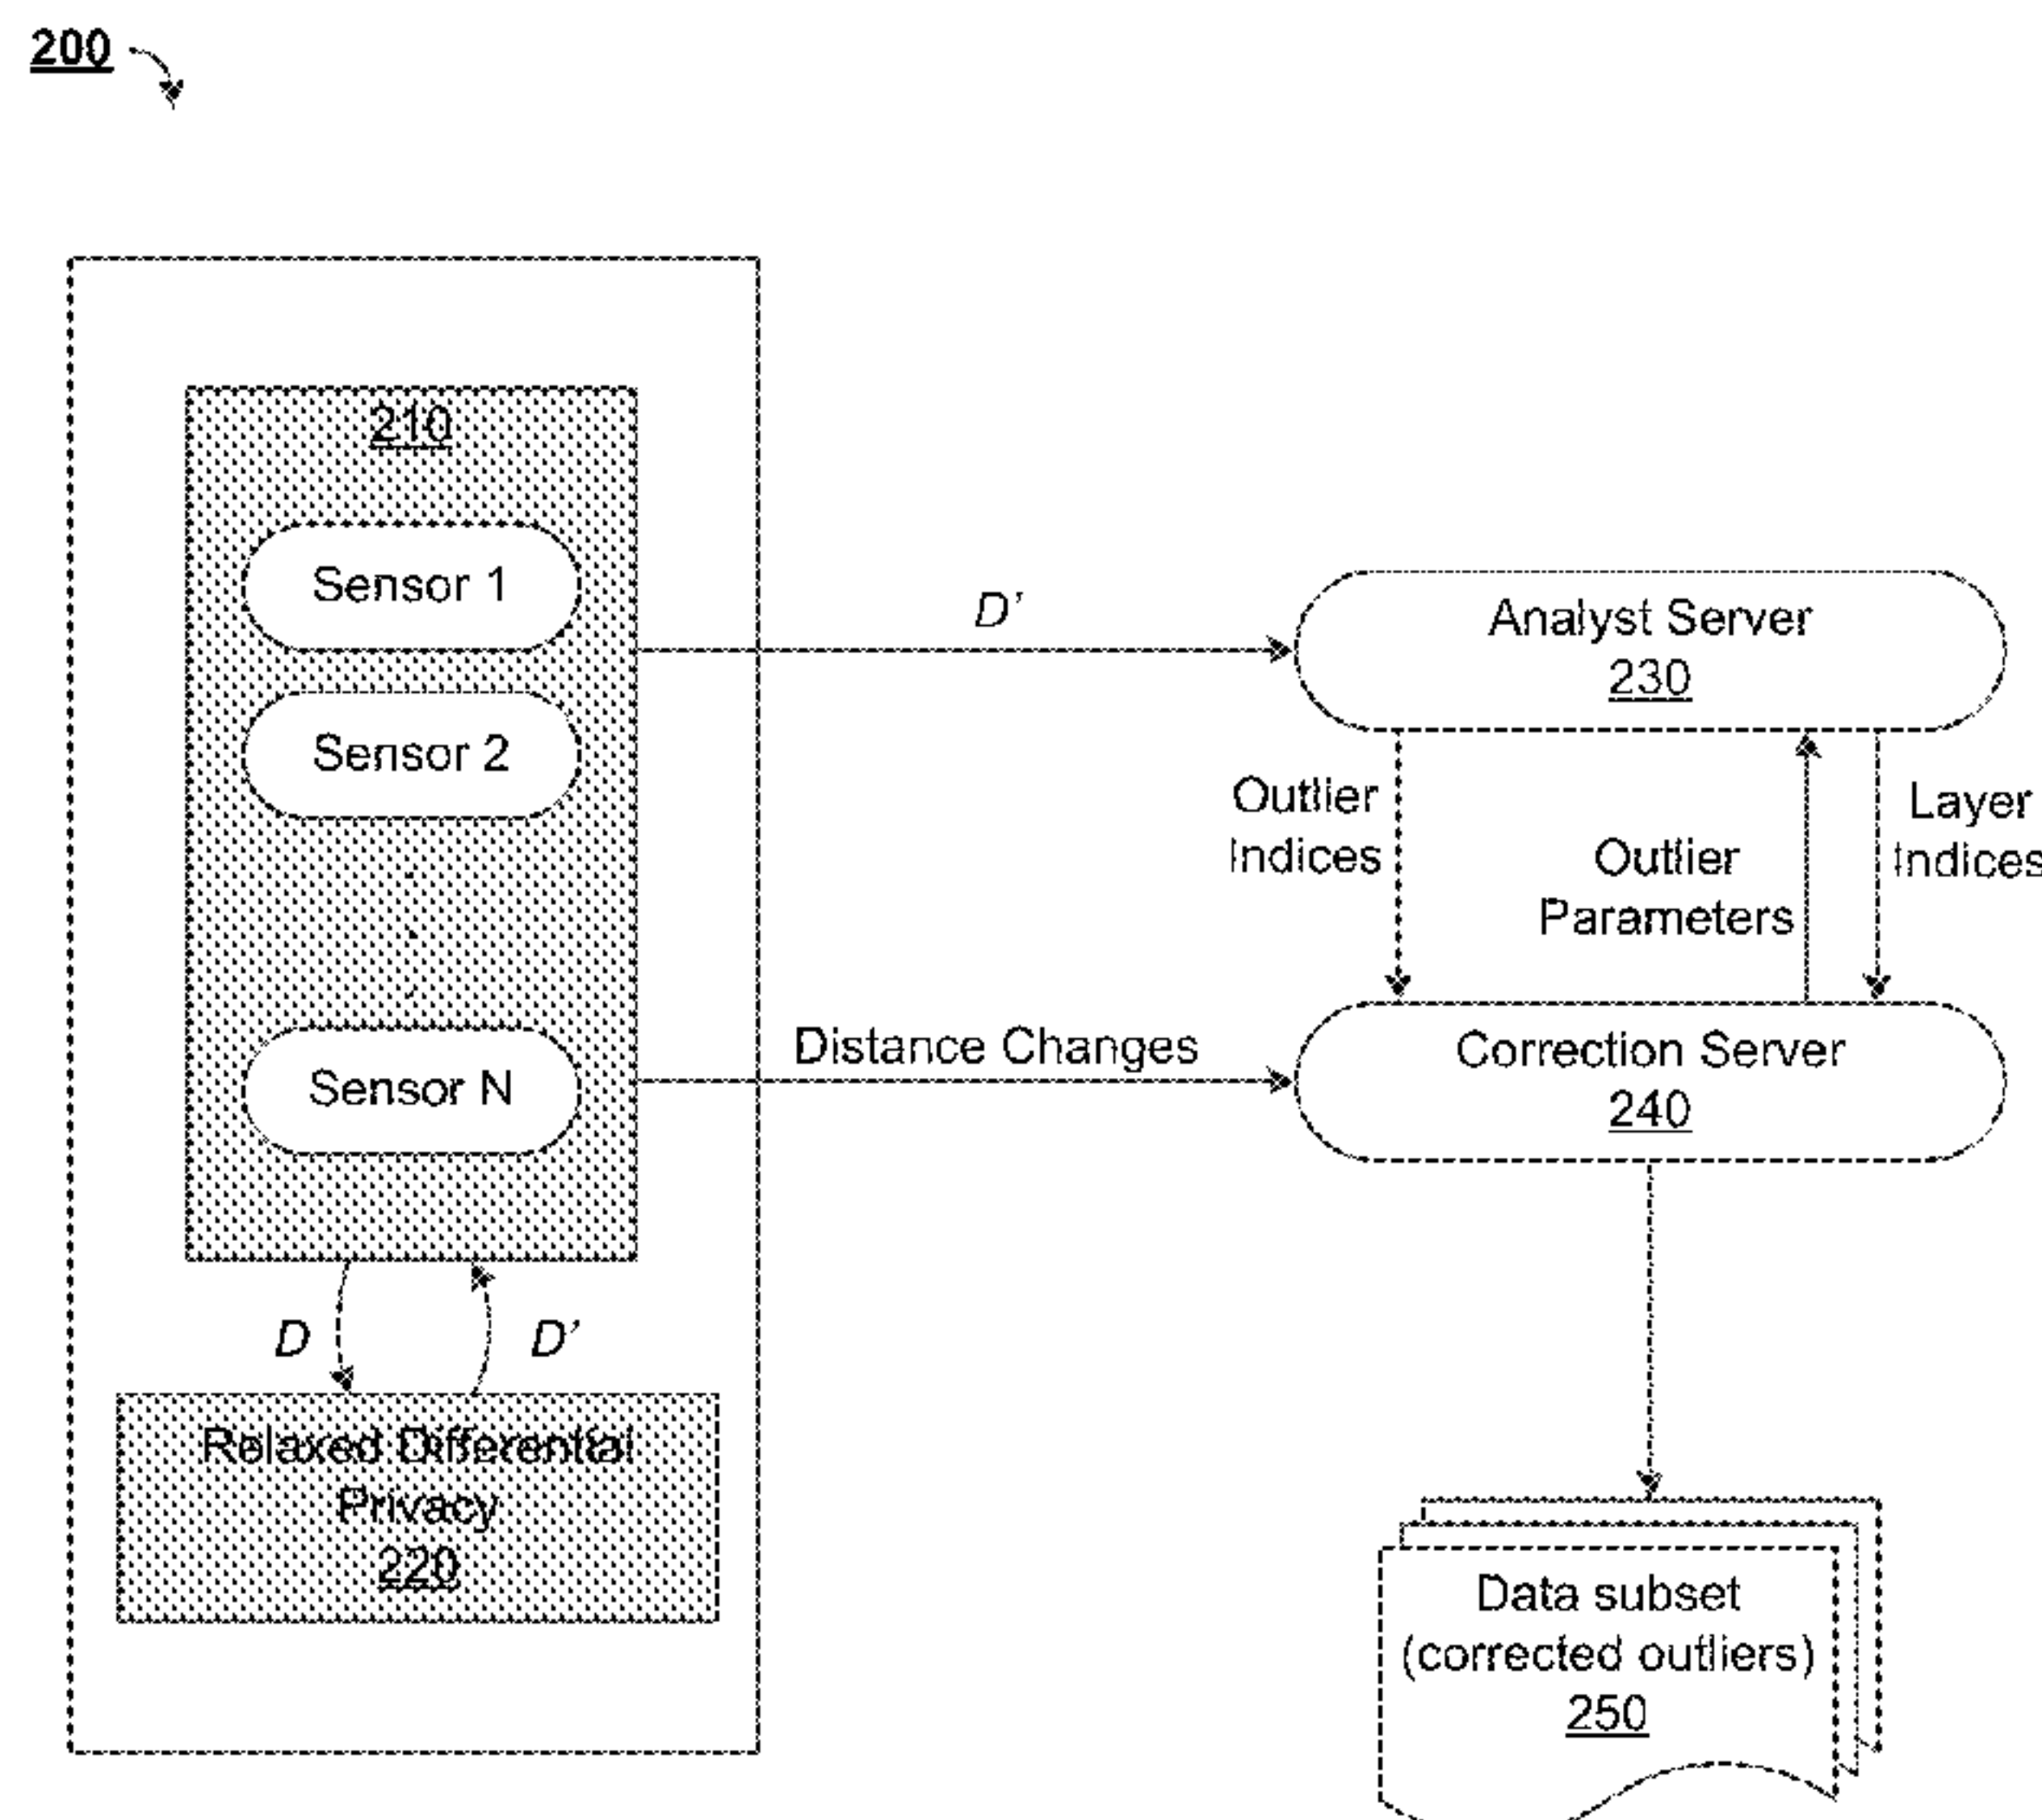 200
210
Sensor 1
Sensor 2
Sensor N
D
D'
Relaxed Differential
Privacy
220
D'
Distance Changes
Analyst Server
230
Outlier
Indices
Outlier
Parameters
Layer
Indices
Correction Server
240
Data subset
(corrected outliers)
250